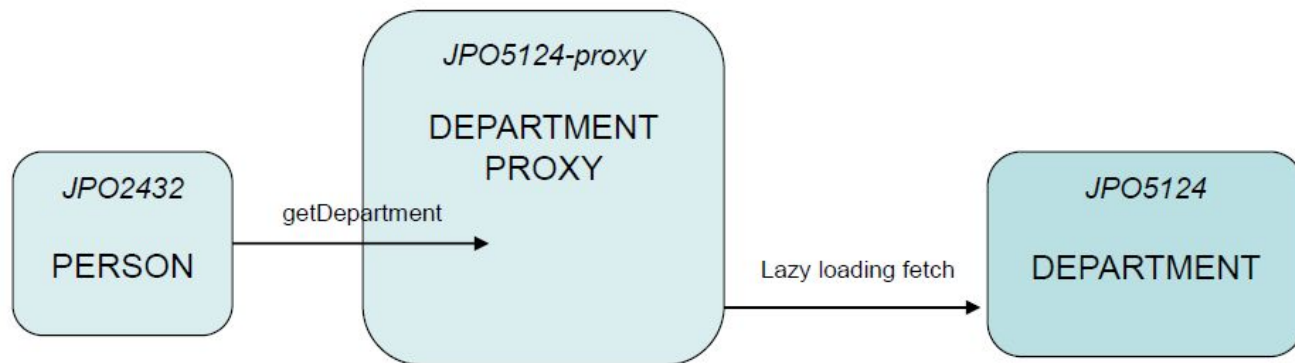 JPO2432
PERSON
getDepartment
JPO5124-proxy
DEPARTMENT
PROXY
Lazy loading fetch
JPO5124
DEPARTMENT